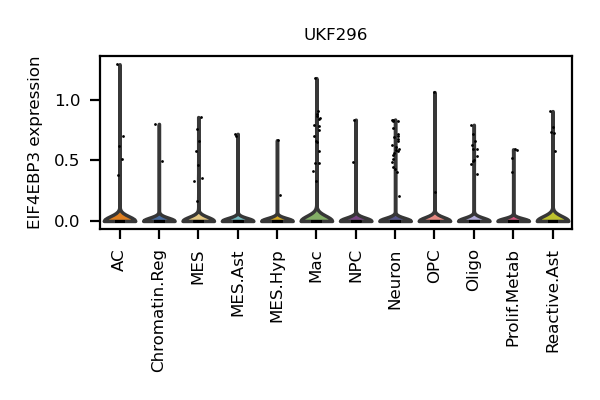 UKF296
EIF4EBP3 expression
1.0
0.5
0.0
AC
Chromatin.Reg
MES
MES.Ast
MES.Hyp
Mac
NPC
Neuron
OPC
Oligo
Prolif.Metab
Reactive.Ast